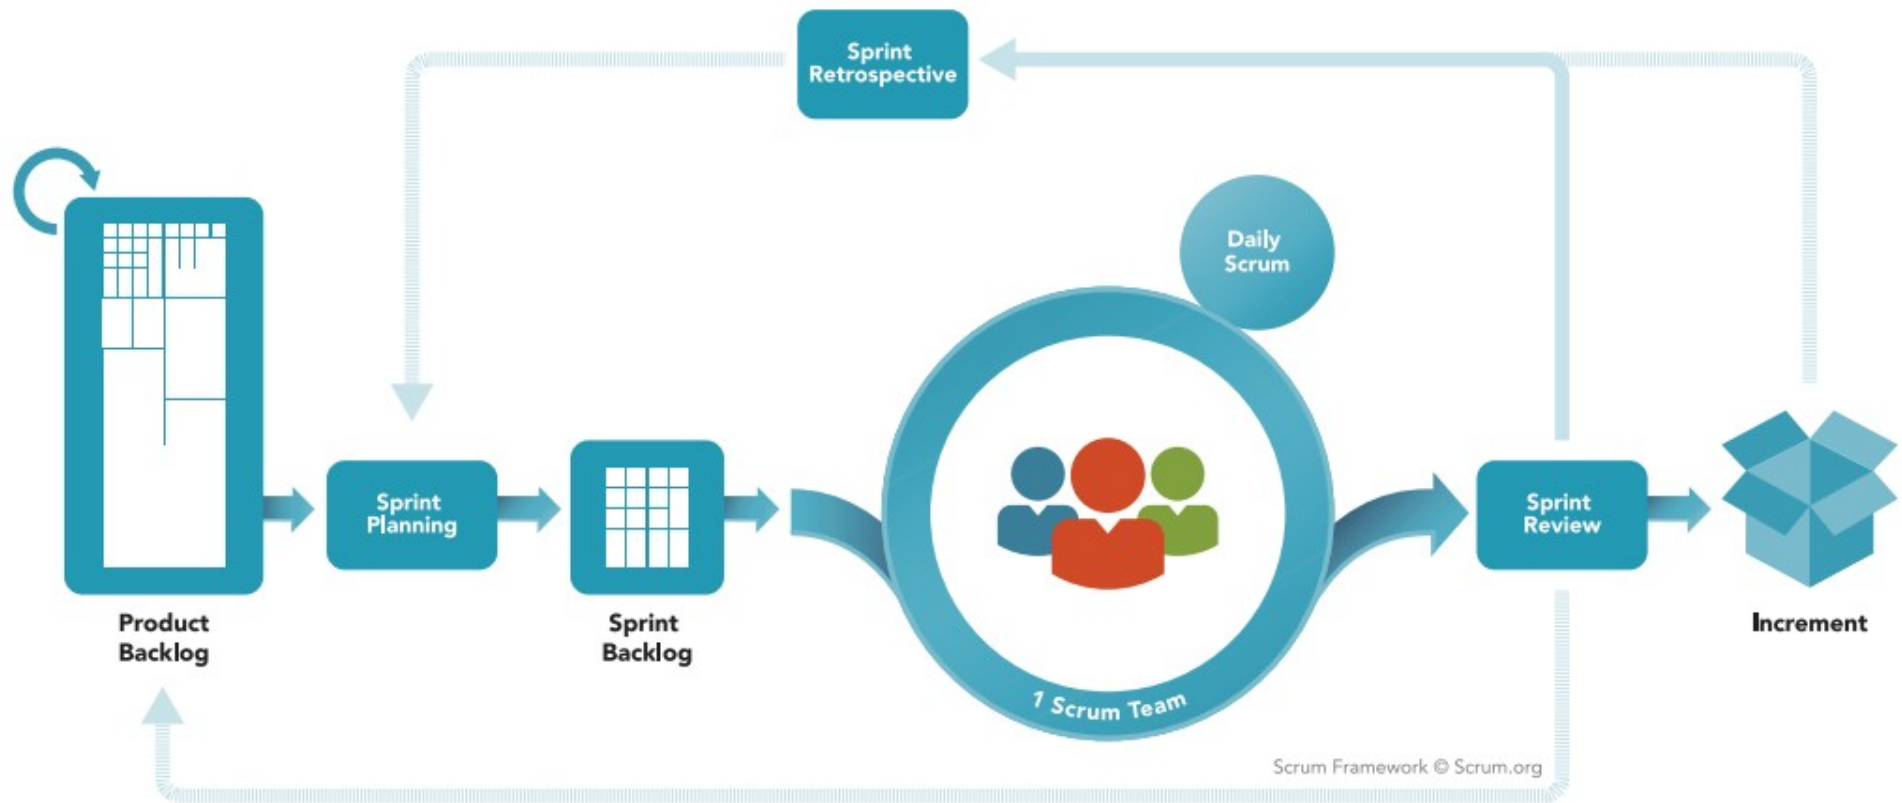 Sprint
Retrospective
Daily
Scrum
Sprint
Planning
Sprint
Review
Product
Backlog
Sprint
Backlog
Increment
1 Scrum Team
Scrum Framework © Scrum.org